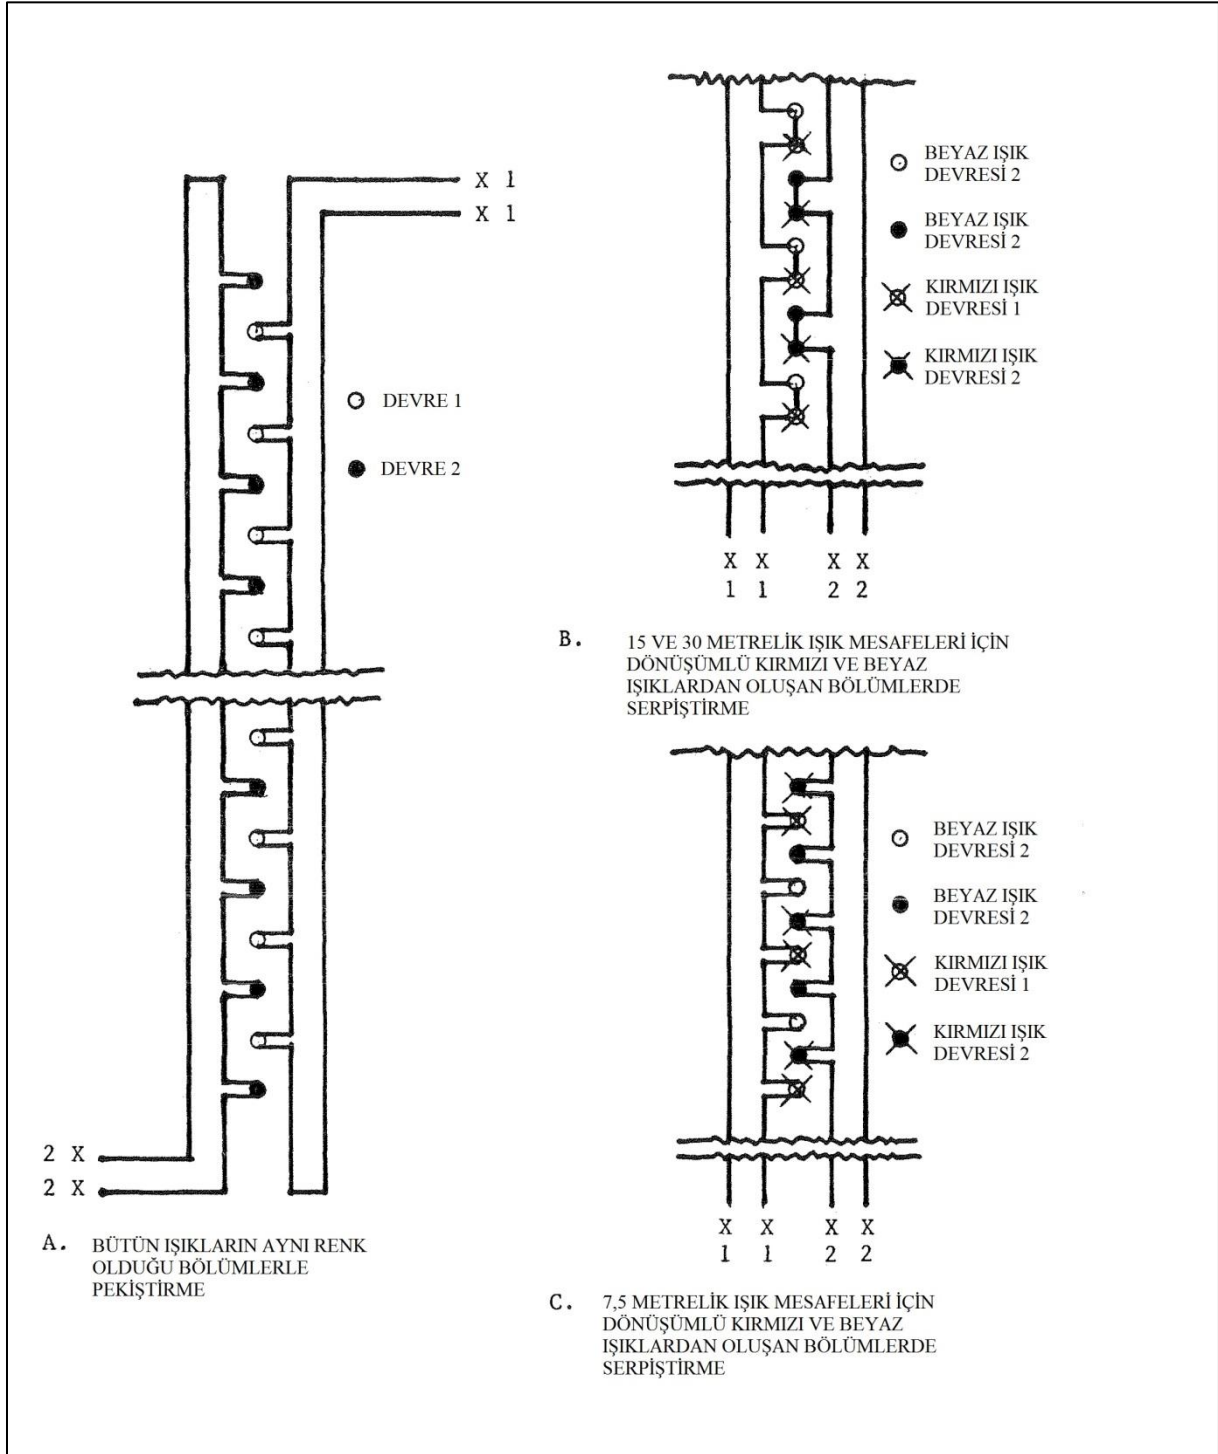 X 1
X 1
DEVRE 1
DEVRE 2
2 X
2 X
A. BÜTÜN IŞIKLARIN AYNI RENK
OLDUĞU BÖLÜMLERLE
PEKİŞTİRME
BEYAZ IŞIK
DEVRESİ 2
BEYAZ IŞIK
DEVRESİ 2
KIRMIZI IŞIK
DEVRESİ 1
KIRMIZI IŞIK
DEVRESİ 2
X X X X
1 1 2 2
B. 15 VE 30 METRELİK IŞIK MESAFELERİ İÇİN
DÖNÜŞÜMLÜ KIRMIZI VE BEYAZ
IŞIKLARDAN OLUŞAN BÖLÜMLERDE
SERPİŞTİRME
BEYAZ IŞIK
DEVRESİ 2
BEYAZ IŞIK
DEVRESİ 2
KIRMIZI IŞIK
DEVRESİ 1
KIRMIZI IŞIK
DEVRESİ 2
X X X X
1 1 2 2
C. 7,5 METRELİK IŞIK MESAFELERİ İÇİN
DÖNÜŞÜMLÜ KIRMIZI VE BEYAZ
IŞIKLARDAN OLUŞAN BÖLÜMLERDE
SERPİŞTİRME